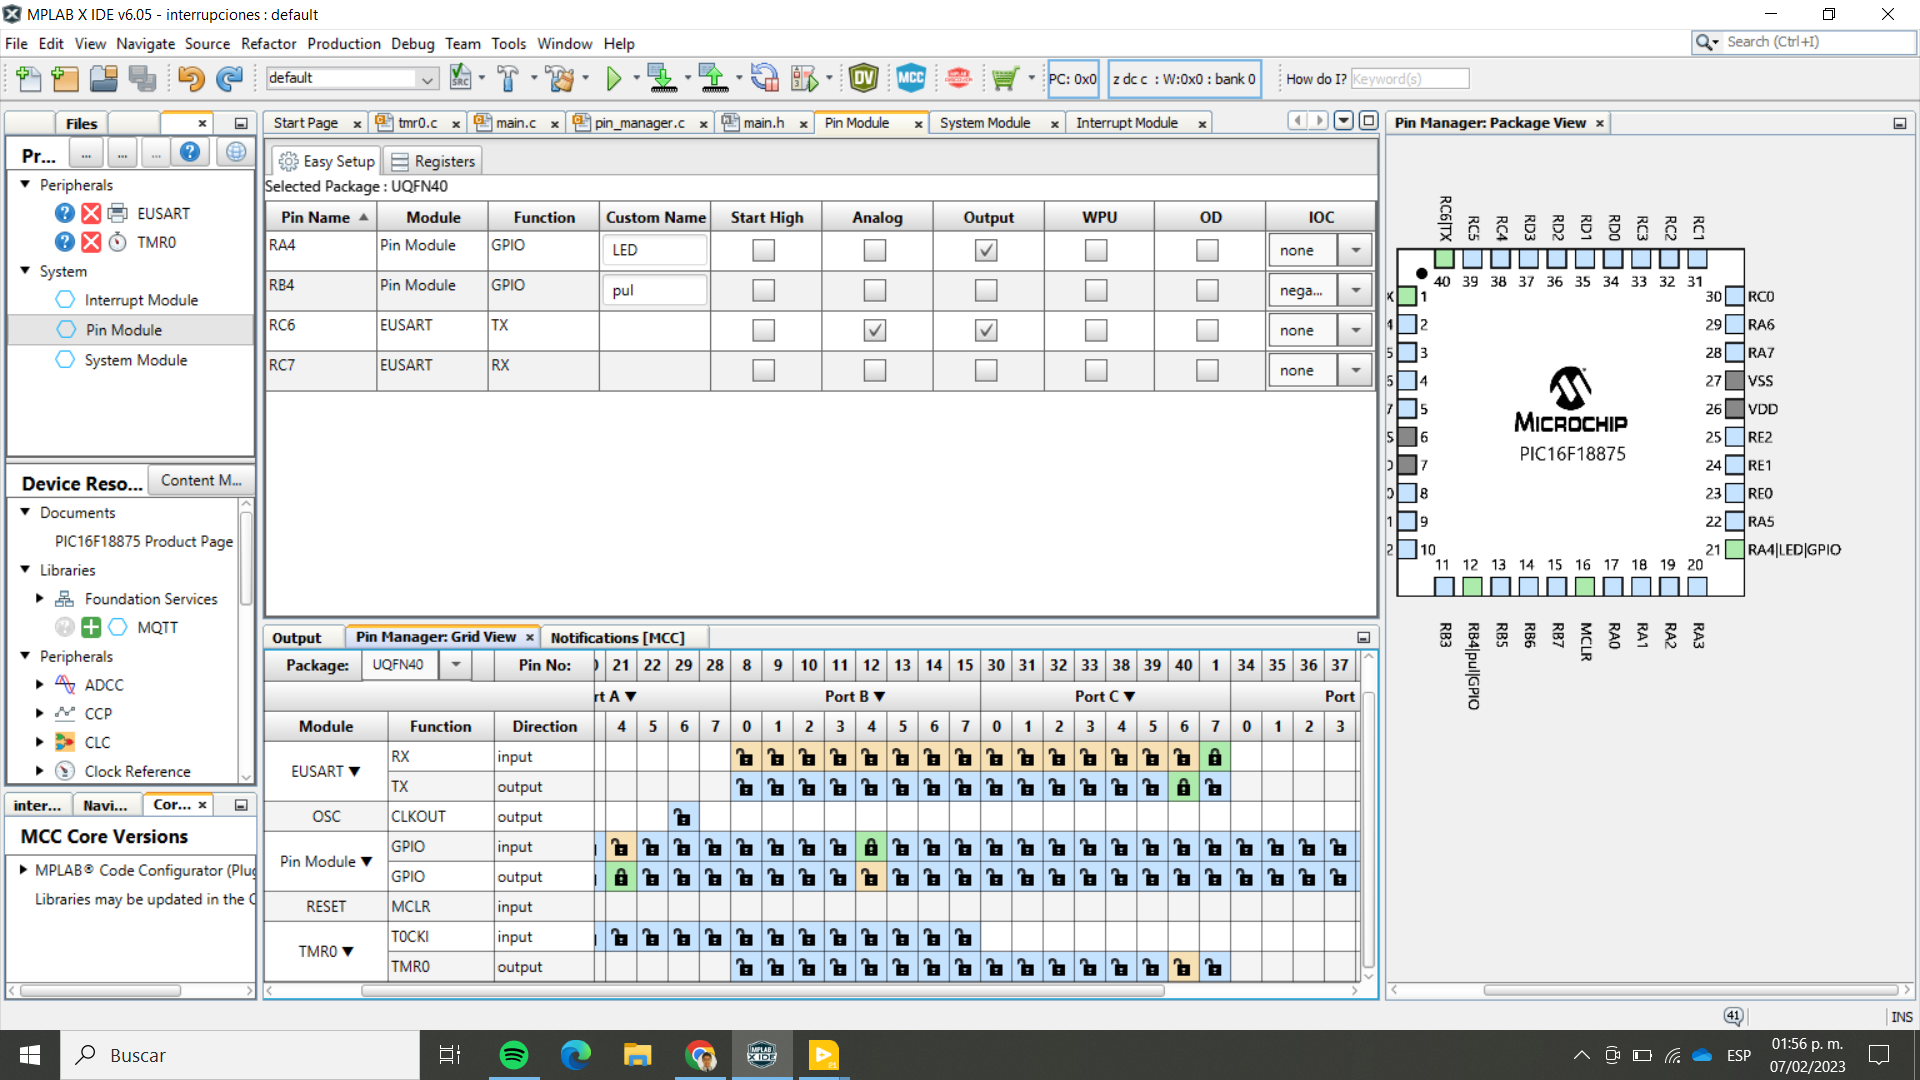 MPLAB X IDE v6.05 - interrupciones : default
File Edit View Navigate Source Refactor Production Debug Team Tools Window Help
Search (Ctrl+I)
default
SRC
DV
MCC
PC: 0x0
z dc c : W:0x0 : bank 0
How do I? Keyword(s)
Files
Start Page
tmr0.c
main.c
pin_manager.c
main.h
Pin Module
System Module
Interrupt Module
Pin Manager: Package View
Pr...
...
...
...
Peripherals
EUSART
TMR0
System
Interrupt Module
Pin Module
System Module
Easy Setup
Registers
Selected Package : UQFN40
Pin Name Module Function Custom Name Start High Analog Output WPU OD IOC
RA4 Pin Module GPIO LED none
RB4 Pin Module GPIO pul nega...
RC6 EUSART TX none
RC7 EUSART RX none
RC6|TX RC5 RC4 RD3 RD2 RD1 RD0 RC3 RC2 RC1
40 39 38 37 36 35 34 33 32 31
1 30 RC0
2 29 RA6
3 28 RA7
4 27 VSS
5 26 VDD
6 25 RE2
7 24 RE1
8 23 RE0
9 22 RA5
10 21 RA4|LED|GPIO
MICROCHIP
PIC16F18875
11 12 13 14 15 16 17 18 19 20
RB3 RB4|pul|GPIO RB5 RB6 RB7 MCLR RA0 RA1 RA2 RA3
Device Reso...
Content M...
Documents
PIC16F18875 Product Page
Libraries
Foundation Services
MQTT
Peripherals
ADCC
CCP
CLC
Clock Reference
Output
Pin Manager: Grid View
Notifications [MCC]
Package: UQFN40 Pin No: 21 22 29 28 8 9 10 11 12 13 14 15 30 31 32 33 38 39 40 1 34 35 36 37
rt A ▼ Port B ▼ Port C ▼ Port
Module Function Direction 4 5 6 7 0 1 2 3 4 5 6 7 0 1 2 3 4 5 6 7 0 1 2 3
EUSART ▼ RX input
TX output
OSC CLKOUT output
Pin Module ▼ GPIO input
GPIO output
RESET MCLR input
TMR0 ▼ T0CKI input
TMR0 output
inter...
Navi...
Cor...
MCC Core Versions
MPLAB® Code Configurator (Plug
Libraries may be updated in the C
41
INS
Buscar
ESP
01:56 p. m.
07/02/2023